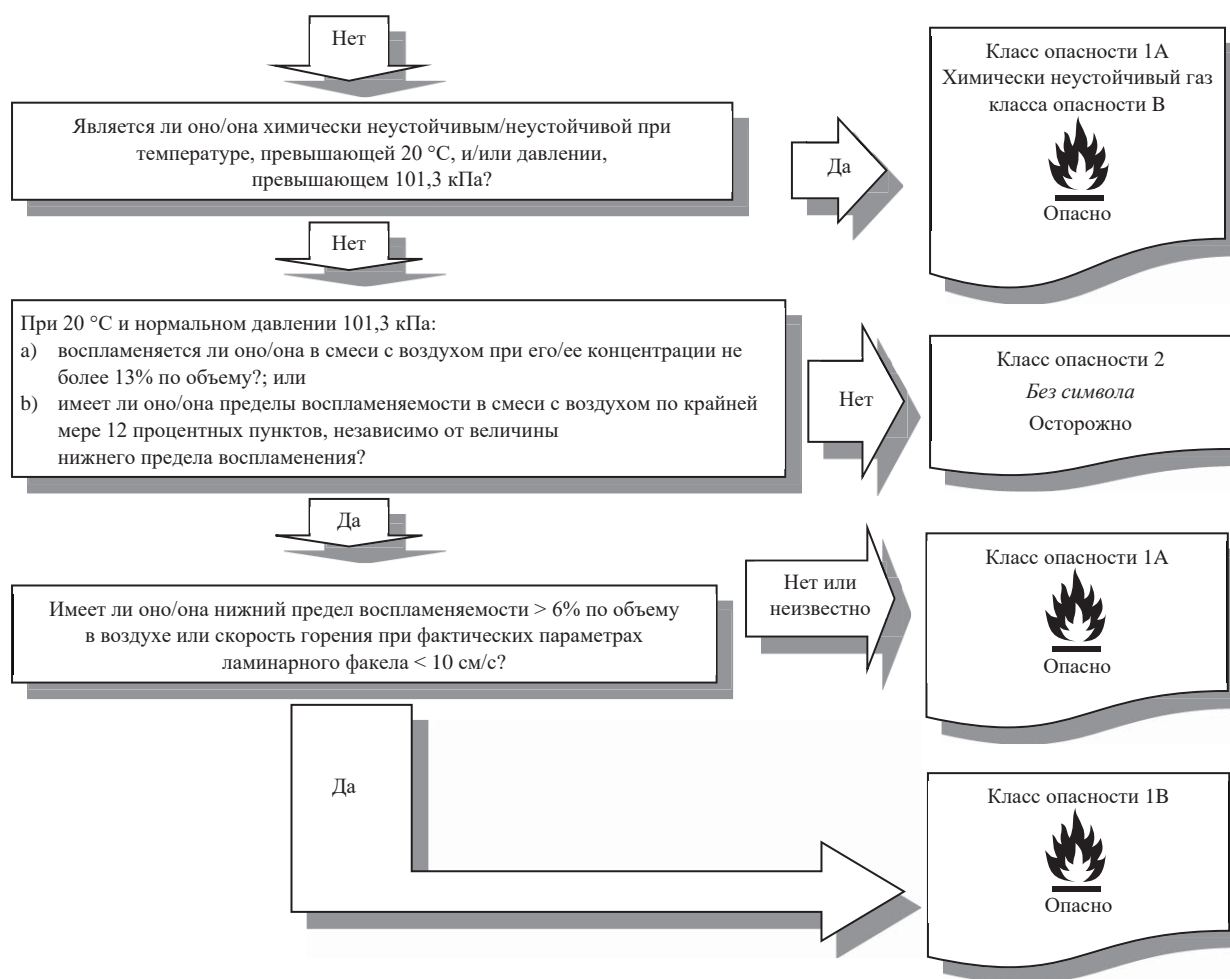 Нет
Класс опасности 1A
Химически неустойчивый газ
класса опасности B
Опасно
Является ли оно/она химически неустойчивым/неустойчивой при
температуре, превышающей 20 °C, и/или давлении,
превышающем 101,3 кПа?
Да
Нет
При 20 °C и нормальном давлении 101,3 кПа:
a) воспламеняется ли оно/она в смеси с воздухом при его/ее концентрации не
более 13% по объему?; или
b) имеет ли оно/она пределы воспламеняемости в смеси с воздухом по крайней
мере 12 процентных пунктов, независимо от величины
нижнего предела воспламенения?
Нет
Класс опасности 2
Без символа
Осторожно
Да
Имеет ли оно/она нижний предел воспламеняемости > 6% по объему
в воздухе или скорость горения при фактических параметрах
ламинарного факела < 10 см/с?
Нет или
неизвестно
Класс опасности 1A
Опасно
Да
Класс опасности 1B
Опасно